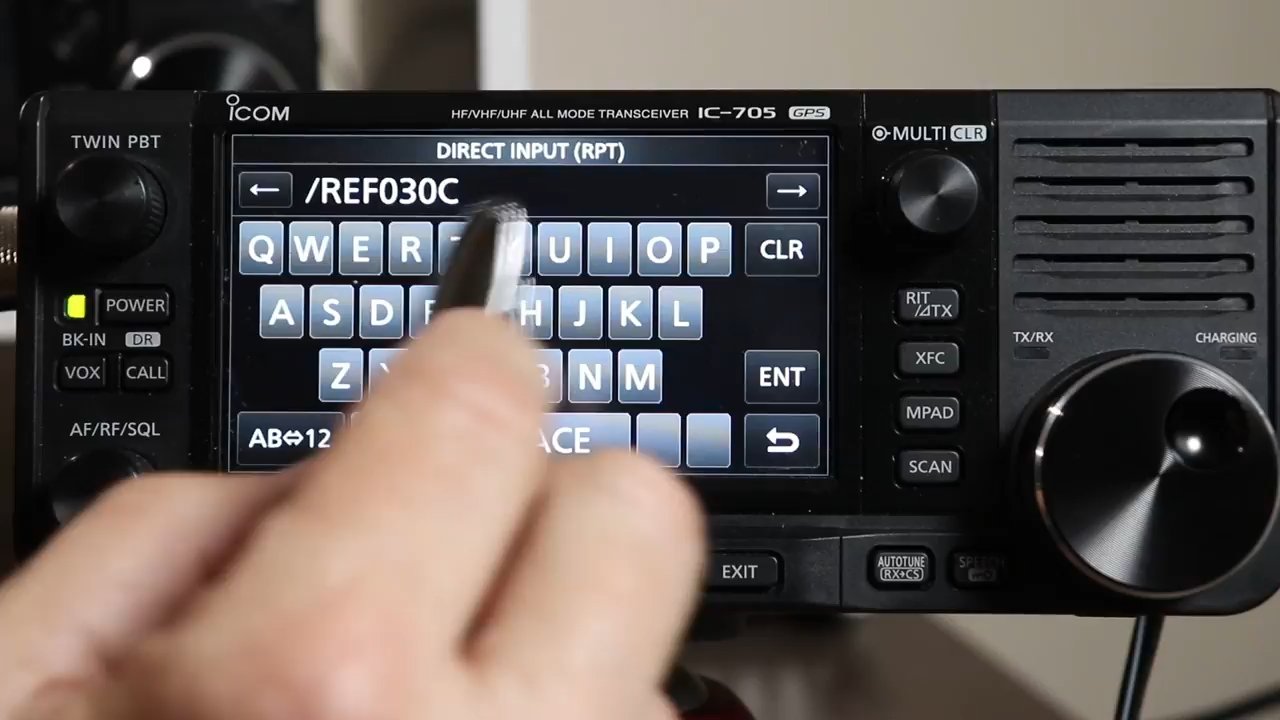 ICOM HF/VHF/UHF ALL MODE TRANSCEIVER IC-705 GPS
TWIN PBT
DIRECT INPUT (RPT)
MULTI CLR
← /REF030C →
Q W E R U I O P CLR
A S D H J K L
Z N M ENT
AB⇔12
POWER
BK-IN DR
VOX CALL
AF/RF/SQL
RIT
/⊿TX
XFC
MPAD
SCAN
TX/RX CHARGING
EXIT
AUTOTUNE
RX→CS
SPEECH